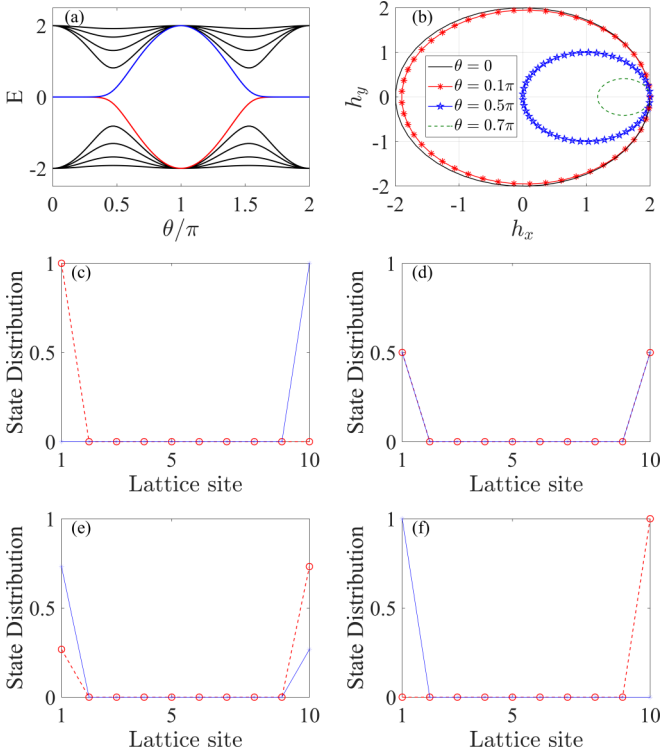 (a)
2
0
-2
E
0
0.5
1
1.5
2
θ/π
(b)
2
1
0
-1
-2
h_y
θ = 0
θ = 0.1π
θ = 0.5π
θ = 0.7π
-2
-1
0
1
2
h_x
(c)
1
0.5
0
State Distribution
1
5
10
Lattice site
(d)
1
0.5
0
State Distribution
1
5
10
Lattice site
(e)
1
0.5
0
State Distribution
1
5
10
Lattice site
(f)
1
0.5
0
State Distribution
1
5
10
Lattice site